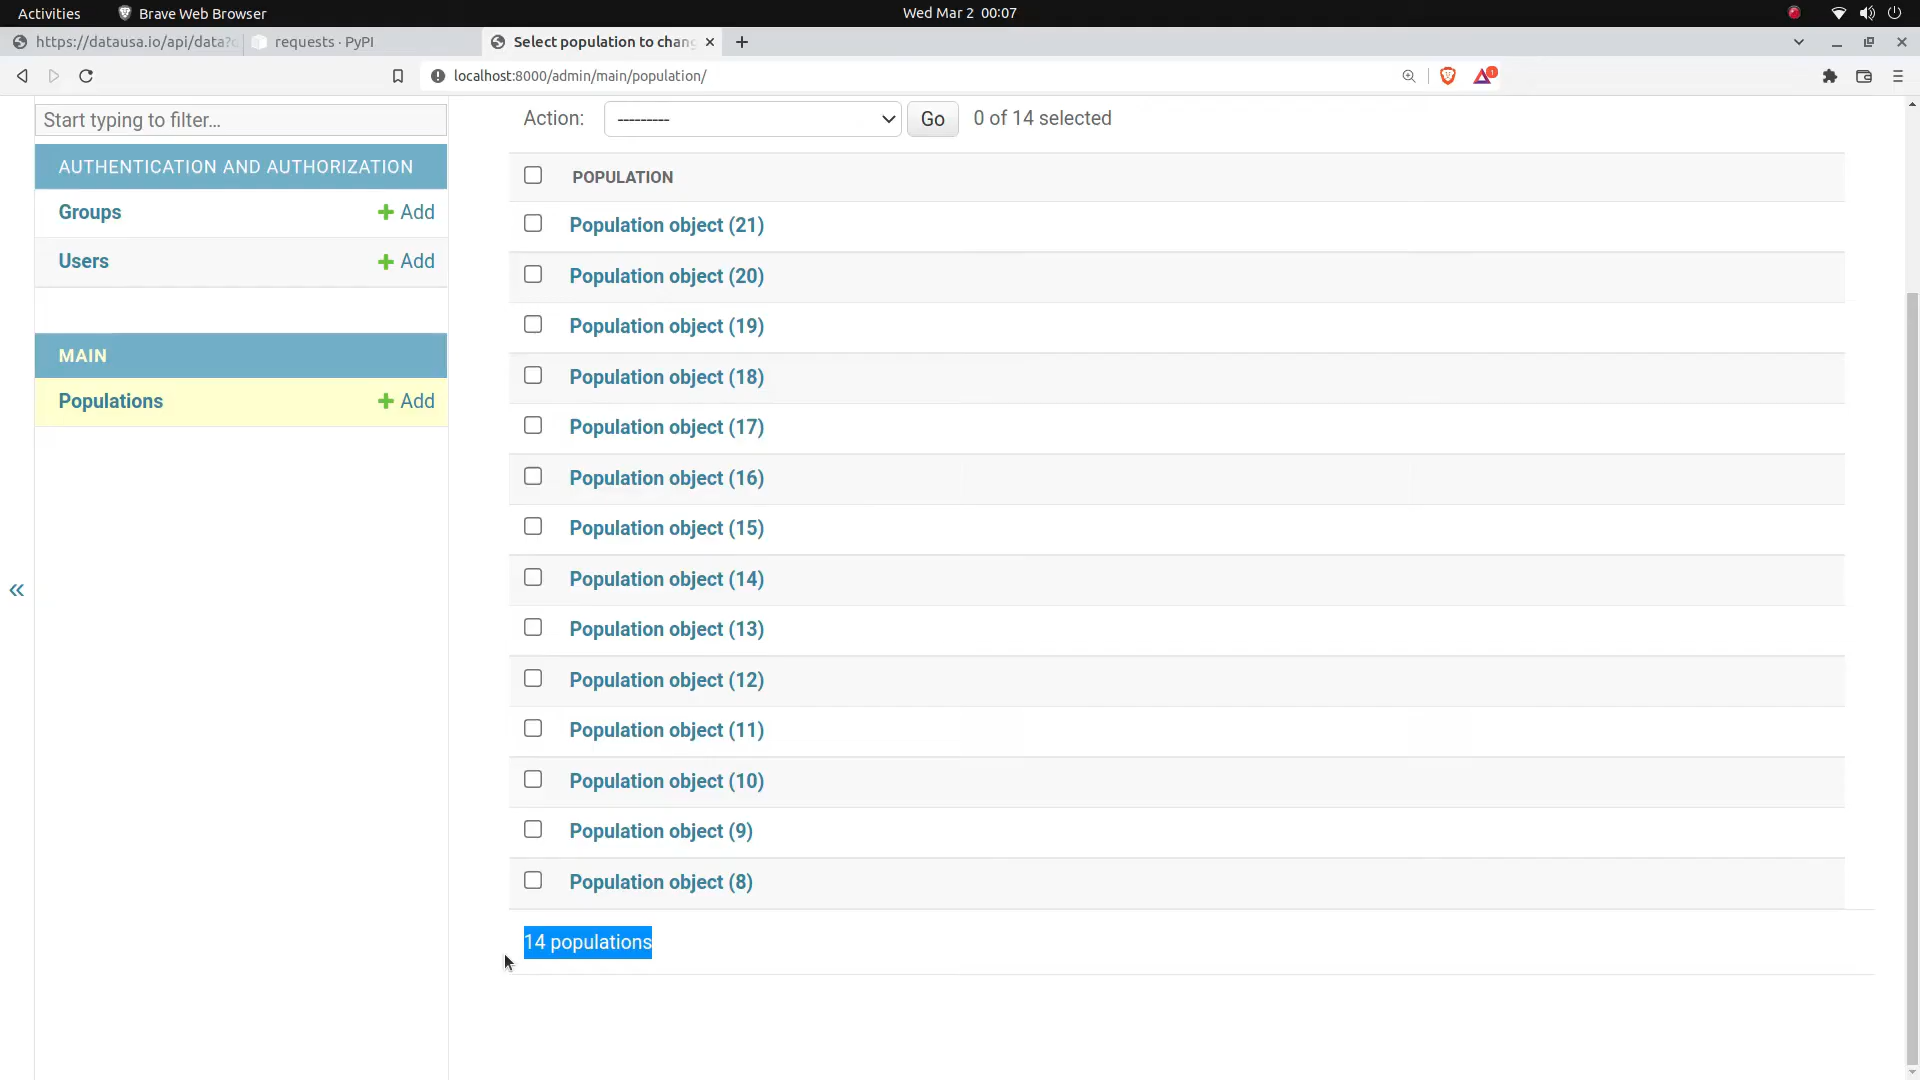 Activities
Brave Web Browser
Wed Mar 2 00:07
https://datausa.io/api/data?
requests · PyPI
Select population to chan
localhost:8000/admin/main/population/
1
Start typing to filter...
Action:
---------
Go
0 of 14 selected
AUTHENTICATION AND AUTHORIZATION
Groups
Add
Users
Add
MAIN
Populations
Add
«
POPULATION
Population object (21)
Population object (20)
Population object (19)
Population object (18)
Population object (17)
Population object (16)
Population object (15)
Population object (14)
Population object (13)
Population object (12)
Population object (11)
Population object (10)
Population object (9)
Population object (8)
14 populations